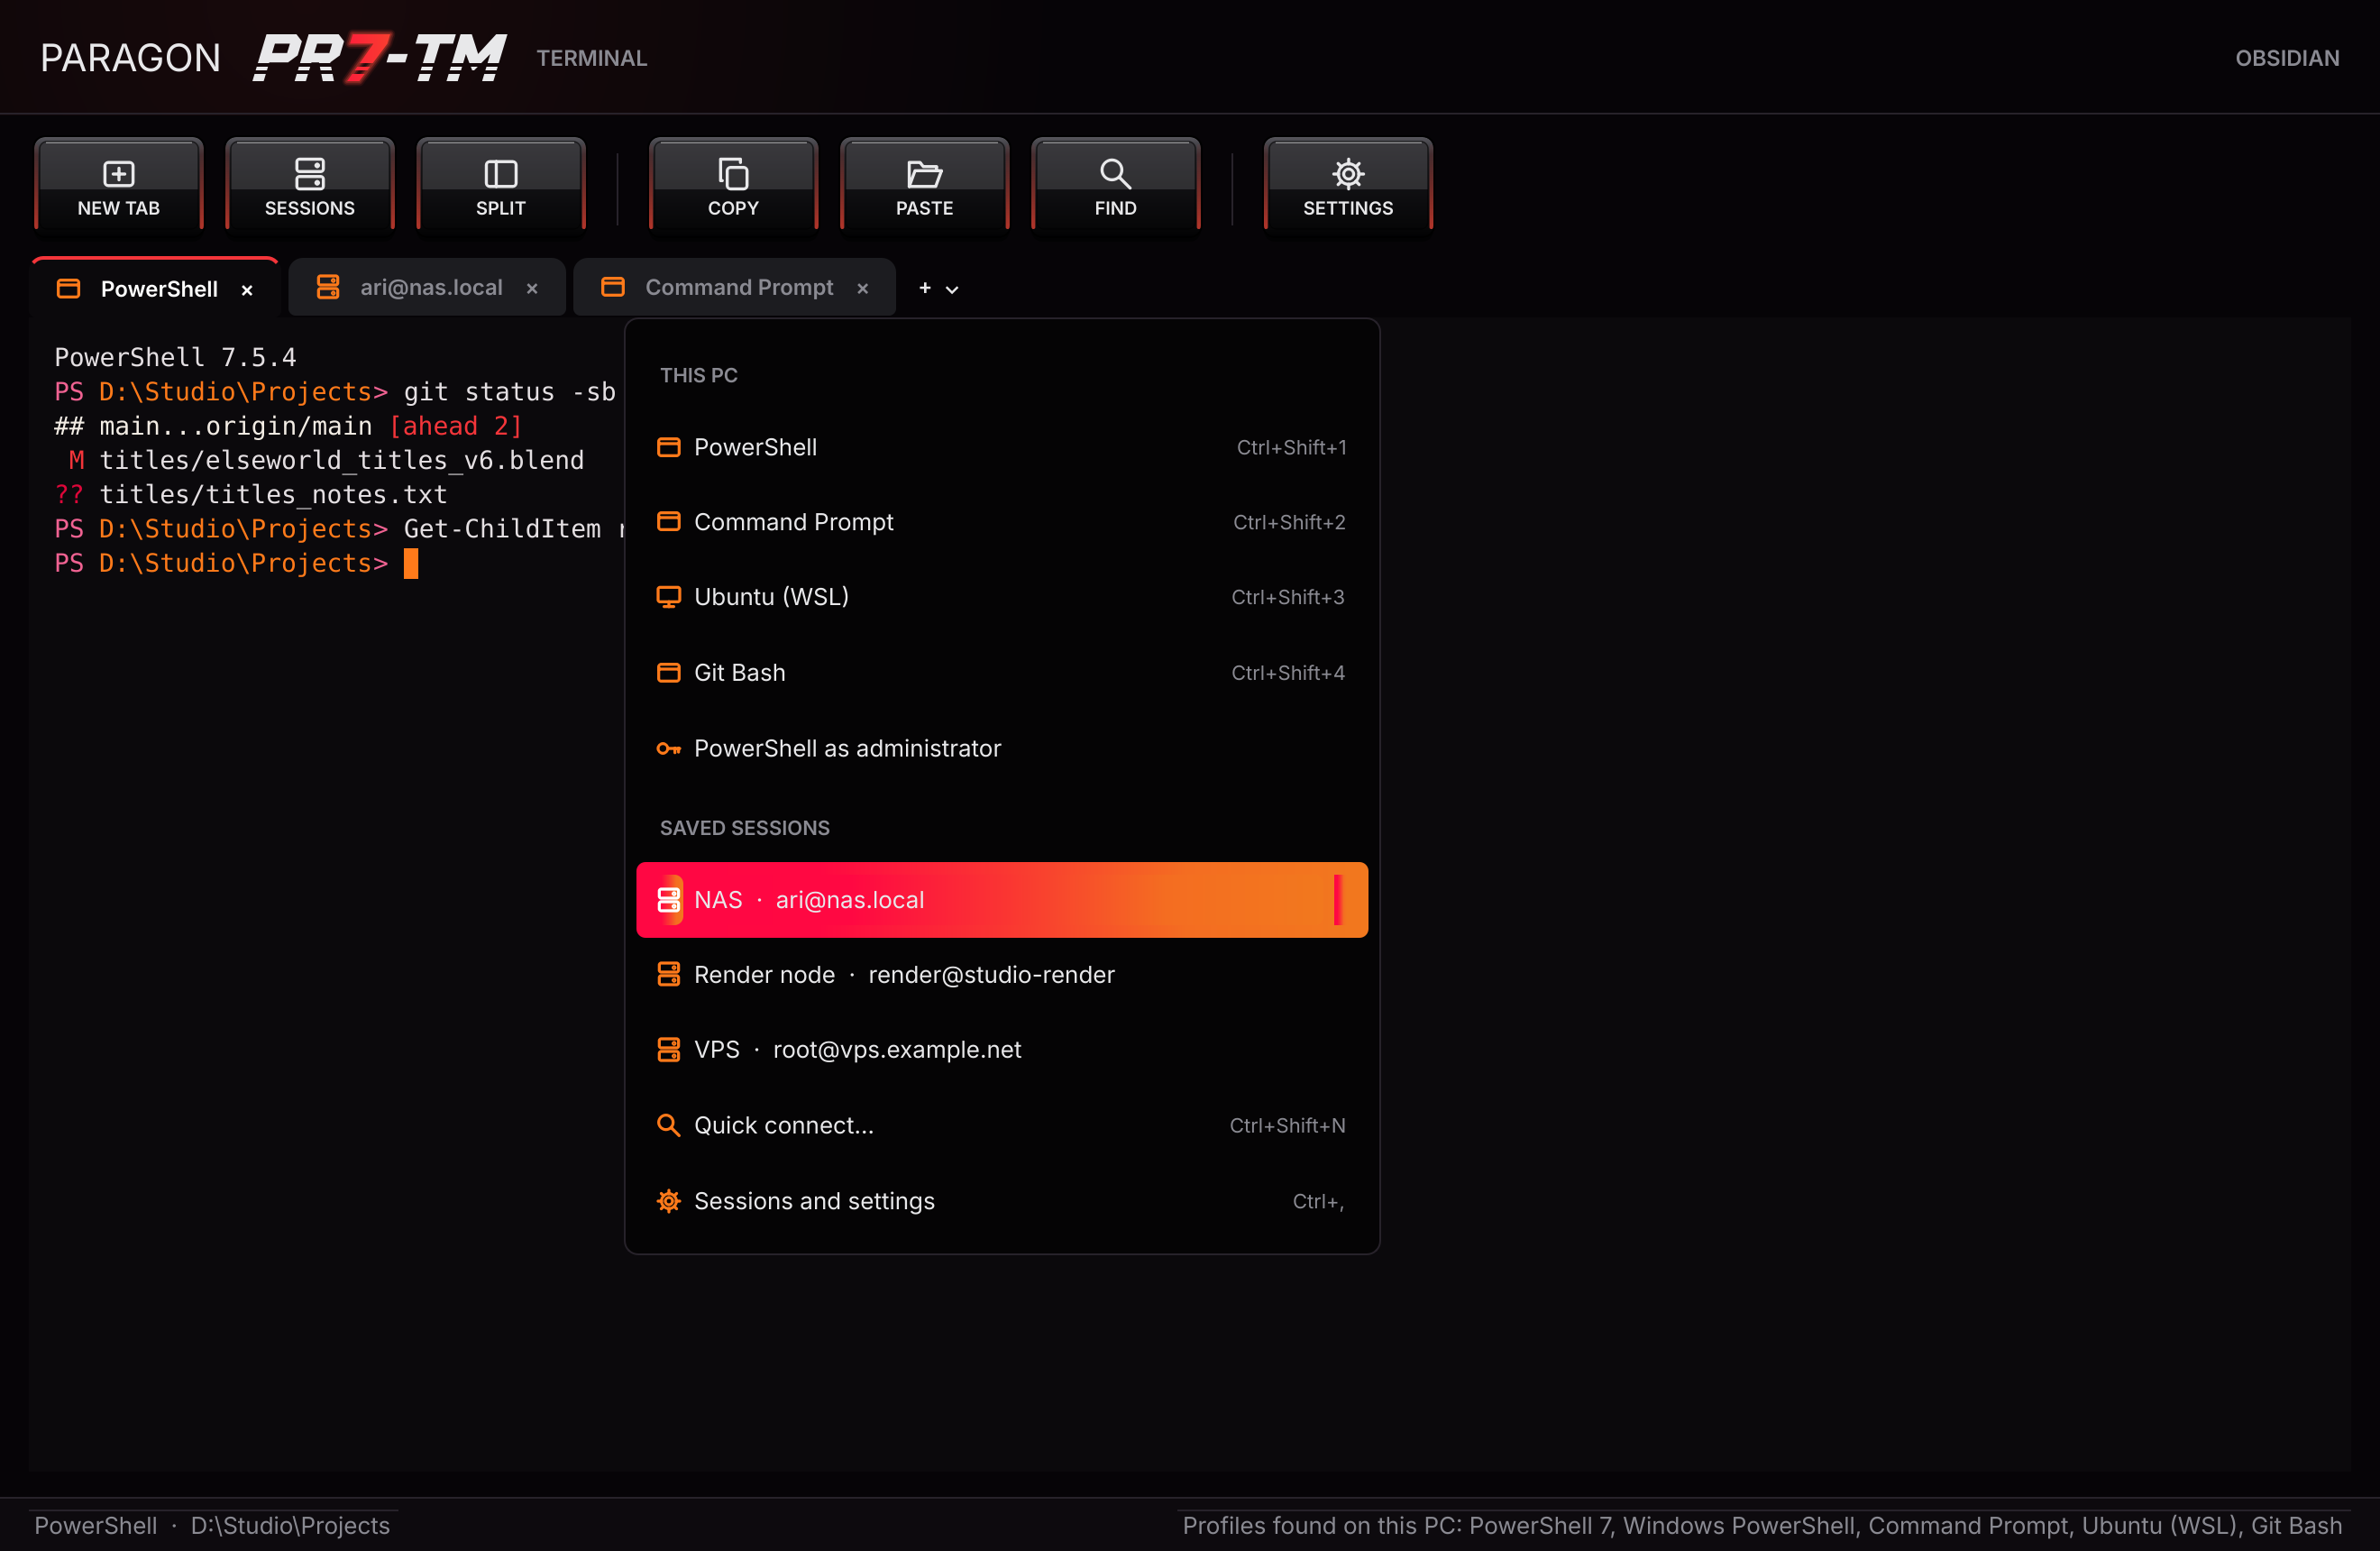 PARAGON PR7-TM TERMINAL OBSIDIAN
NEW TAB SESSIONS SPLIT COPY PASTE FIND SETTINGS
PowerShell × ari@nas.local × Command Prompt × +
PowerShell 7.5.4
PS D:\Studio\Projects> git status -sb
## main...origin/main [ahead 2]
M titles/elseworld_titles_v6.blend
?? titles/titles_notes.txt
PS D:\Studio\Projects> Get-ChildItem
PS D:\Studio\Projects>
THIS PC
PowerShell Ctrl+Shift+1
Command Prompt Ctrl+Shift+2
Ubuntu (WSL) Ctrl+Shift+3
Git Bash Ctrl+Shift+4
PowerShell as administrator
SAVED SESSIONS
NAS · ari@nas.local
Render node · render@studio-render
VPS · root@vps.example.net
Quick connect... Ctrl+Shift+N
Sessions and settings Ctrl+,
PowerShell · D:\Studio\Projects
Profiles found on this PC: PowerShell 7, Windows PowerShell, Command Prompt, Ubuntu (WSL), Git Bash